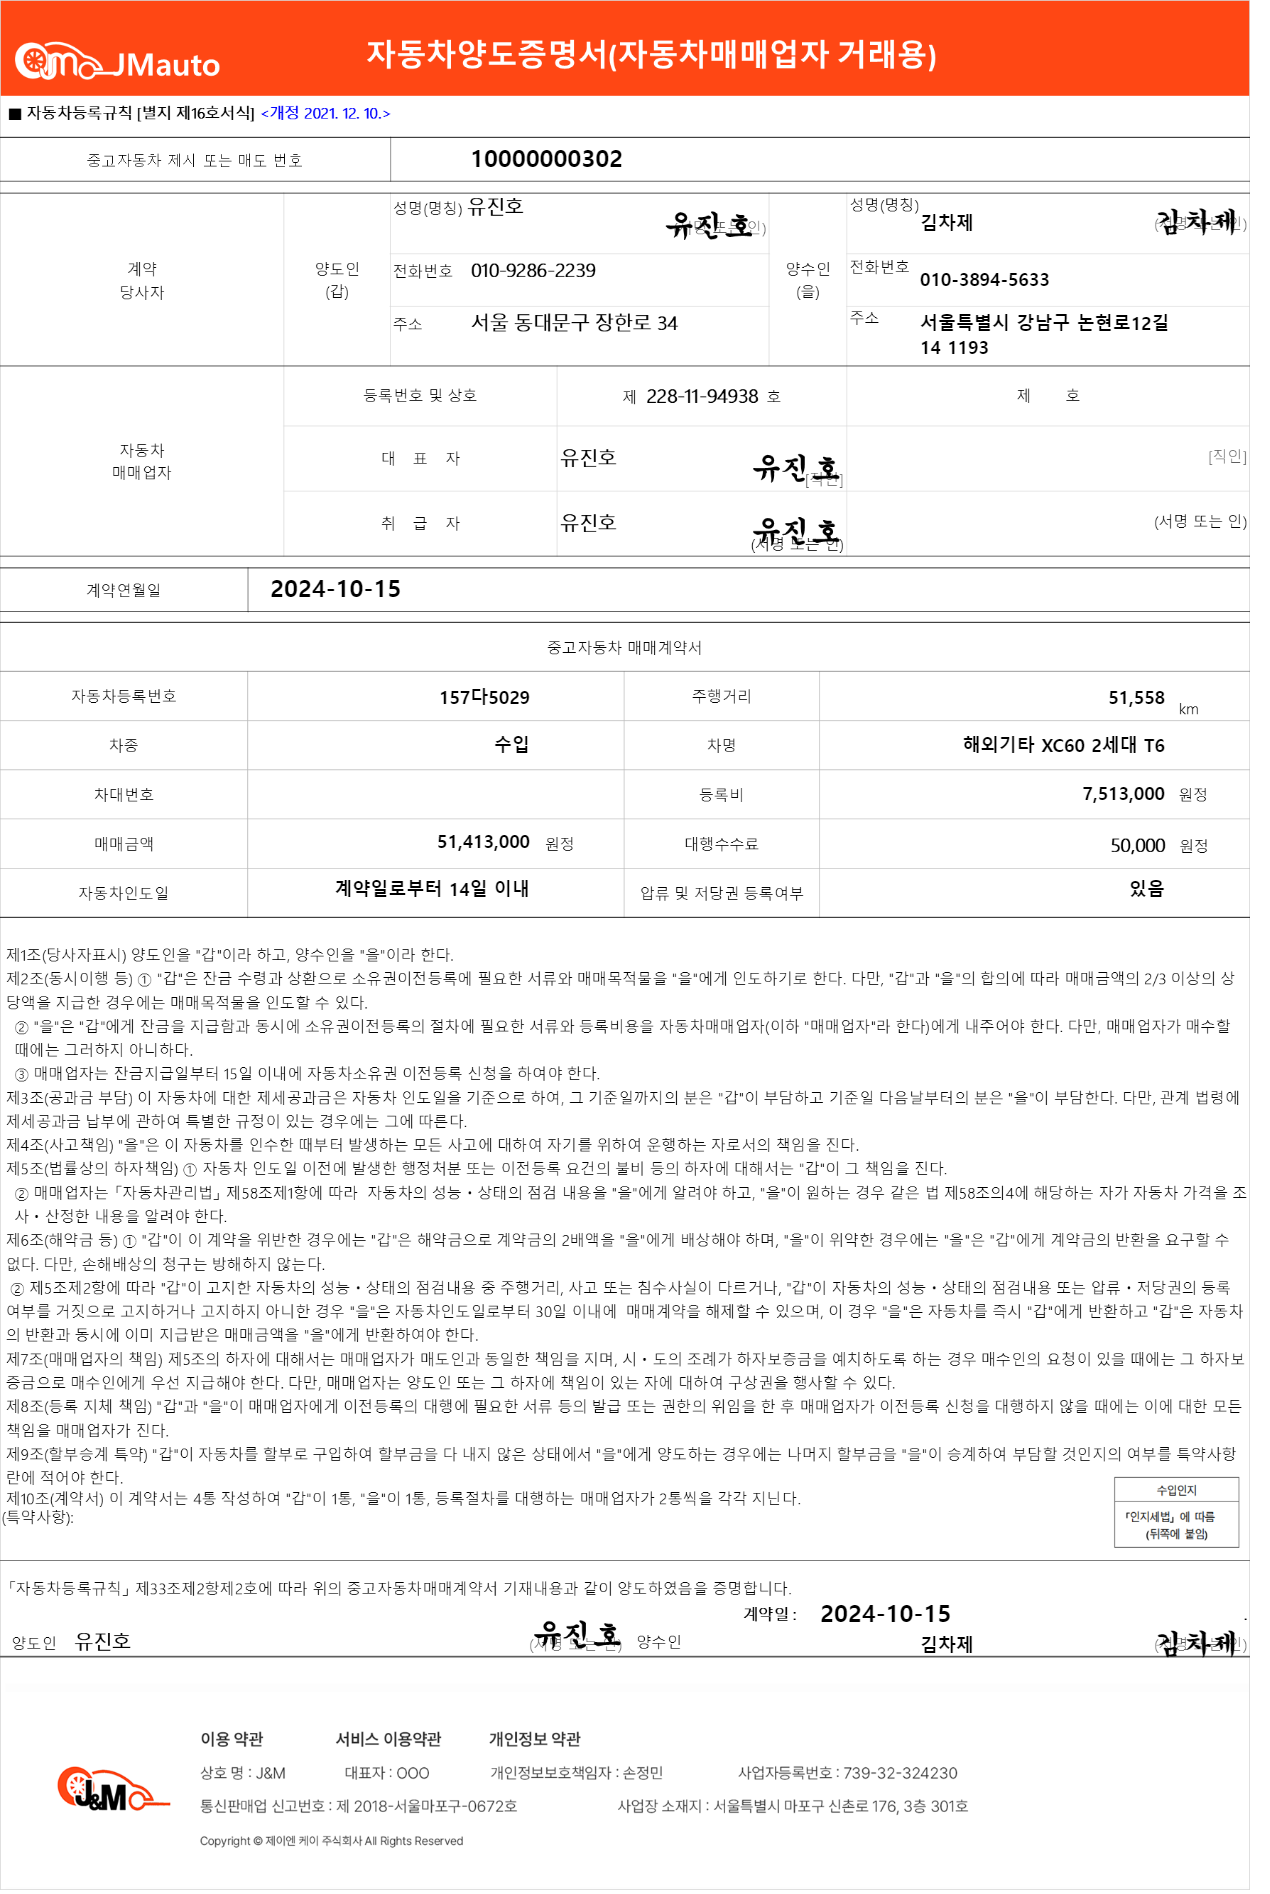 JMauto
자동차양도증명서(자동차매매업자 거래용)
■ 자동차등록규칙 [별지 제16호서식] <개정 2021. 12. 10.>
중고자동차 제시 또는 매도 번호 10000000302
계약
당사자
양도인
(갑)
성명(명칭) 유진호 유진호 (서명 또는 인)
전화번호 010-9286-2239
주소 서울 동대문구 장한로 34
양수인
(을)
성명(명칭) 김차제 김차제 (서명 또는 인)
전화번호 010-3894-5633
주소 서울특별시 강남구 논현로12길
14 1193
자동차
매매업자
등록번호 및 상호 제 228-11-94938 호 제 호
대 표 자 유진호 유진호 [직인] [직인]
취 급 자 유진호 유진호 (서명 또는 인) (서명 또는 인)
계약연월일 2024-10-15
중고자동차 매매계약서
자동차등록번호 157다5029 주행거리 51,558 km
차종 수입 차명 해외기타 XC60 2세대 T6
차대번호 등록비 7,513,000 원정
매매금액 51,413,000 원정 대행수수료 50,000 원정
자동차인도일 계약일로부터 14일 이내 압류 및 저당권 등록여부 있음
제1조(당사자표시) 양도인을 "갑"이라 하고, 양수인을 "을"이라 한다.
제2조(동시이행 등) ① "갑"은 잔금 수령과 상환으로 소유권이전등록에 필요한 서류와 매매목적물을 "을"에게 인도하기로 한다. 다만, "갑"과 "을"의 합의에 따라 매매금액의 2/3 이상의 상
당액을 지급한 경우에는 매매목적물을 인도할 수 있다.
② "을"은 "갑"에게 잔금을 지급함과 동시에 소유권이전등록의 절차에 필요한 서류와 등록비용을 자동차매매업자(이하 "매매업자"라 한다)에게 내주어야 한다. 다만, 매매업자가 매수할
때에는 그러하지 아니하다.
③ 매매업자는 잔금지급일부터 15일 이내에 자동차소유권 이전등록 신청을 하여야 한다.
제3조(공과금 부담) 이 자동차에 대한 제세공과금은 자동차 인도일을 기준으로 하여, 그 기준일까지의 분은 "갑"이 부담하고 기준일 다음날부터의 분은 "을"이 부담한다. 다만, 관계 법령에
제세공과금 납부에 관하여 특별한 규정이 있는 경우에는 그에 따른다.
제4조(사고책임) "을"은 이 자동차를 인수한 때부터 발생하는 모든 사고에 대하여 자기를 위하여 운행하는 자로서의 책임을 진다.
제5조(법률상의 하자책임) ① 자동차 인도일 이전에 발생한 행정처분 또는 이전등록 요건의 불비 등의 하자에 대해서는 "갑"이 그 책임을 진다.
② 매매업자는 「자동차관리법」 제58조제1항에 따라 자동차의 성능・상태의 점검 내용을 "을"에게 알려야 하고, "을"이 원하는 경우 같은 법 제58조의4에 해당하는 자가 자동차 가격을 조
사・산정한 내용을 알려야 한다.
제6조(해약금 등) ① "갑"이 이 계약을 위반한 경우에는 "갑"은 해약금으로 계약금의 2배액을 "을"에게 배상해야 하며, "을"이 위약한 경우에는 "을"은 "갑"에게 계약금의 반환을 요구할 수
없다. 다만, 손해배상의 청구는 방해하지 않는다.
② 제5조제2항에 따라 "갑"이 고지한 자동차의 성능・상태의 점검내용 중 주행거리, 사고 또는 침수사실이 다르거나, "갑"이 자동차의 성능・상태의 점검내용 또는 압류・저당권의 등록
여부를 거짓으로 고지하거나 고지하지 아니한 경우 "을"은 자동차인도일로부터 30일 이내에 매매계약을 해제할 수 있으며, 이 경우 "을"은 자동차를 즉시 "갑"에게 반환하고 "갑"은 자동차
의 반환과 동시에 이미 지급받은 매매금액을 "을"에게 반환하여야 한다.
제7조(매매업자의 책임) 제5조의 하자에 대해서는 매매업자가 매도인과 동일한 책임을 지며, 시・도의 조례가 하자보증금을 예치하도록 하는 경우 매수인의 요청이 있을 때에는 그 하자보
증금으로 매수인에게 우선 지급해야 한다. 다만, 매매업자는 양도인 또는 그 하자에 책임이 있는 자에 대하여 구상권을 행사할 수 있다.
제8조(등록 지체 책임) "갑"과 "을"이 매매업자에게 이전등록의 대행에 필요한 서류 등의 발급 또는 권한의 위임을 한 후 매매업자가 이전등록 신청을 대행하지 않을 때에는 이에 대한 모든
책임을 매매업자가 진다.
제9조(할부승계 특약) "갑"이 자동차를 할부로 구입하여 할부금을 다 내지 않은 상태에서 "을"에게 양도하는 경우에는 나머지 할부금을 "을"이 승계하여 부담할 것인지의 여부를 특약사항
란에 적어야 한다.
제10조(계약서) 이 계약서는 4통 작성하여 "갑"이 1통, "을"이 1통, 등록절차를 대행하는 매매업자가 2통씩을 각각 지닌다.
(특약사항):
수입인지
「인지세법」에 따름
(뒤쪽에 붙임)
「자동차등록규칙」 제33조제2항제2호에 따라 위의 중고자동차매매계약서 기재내용과 같이 양도하였음을 증명합니다.
계약일 : 2024-10-15 .
양도인 유진호 유진호 (서명 또는 인) 양수인 김차제 김차제 (서명 또는 인)
이용 약관 서비스 이용약관 개인정보 약관
J&M
상호 명 : J&M 대표자 : OOO 개인정보보호책임자 : 손정민 사업자등록번호 : 739-32-324230
통신판매업 신고번호 : 제 2018-서울마포구-0672호 사업장 소재지 : 서울특별시 마포구 신촌로 176, 3층 301호
Copyright © 제이엔 케이 주식회사 All Rights Reserved